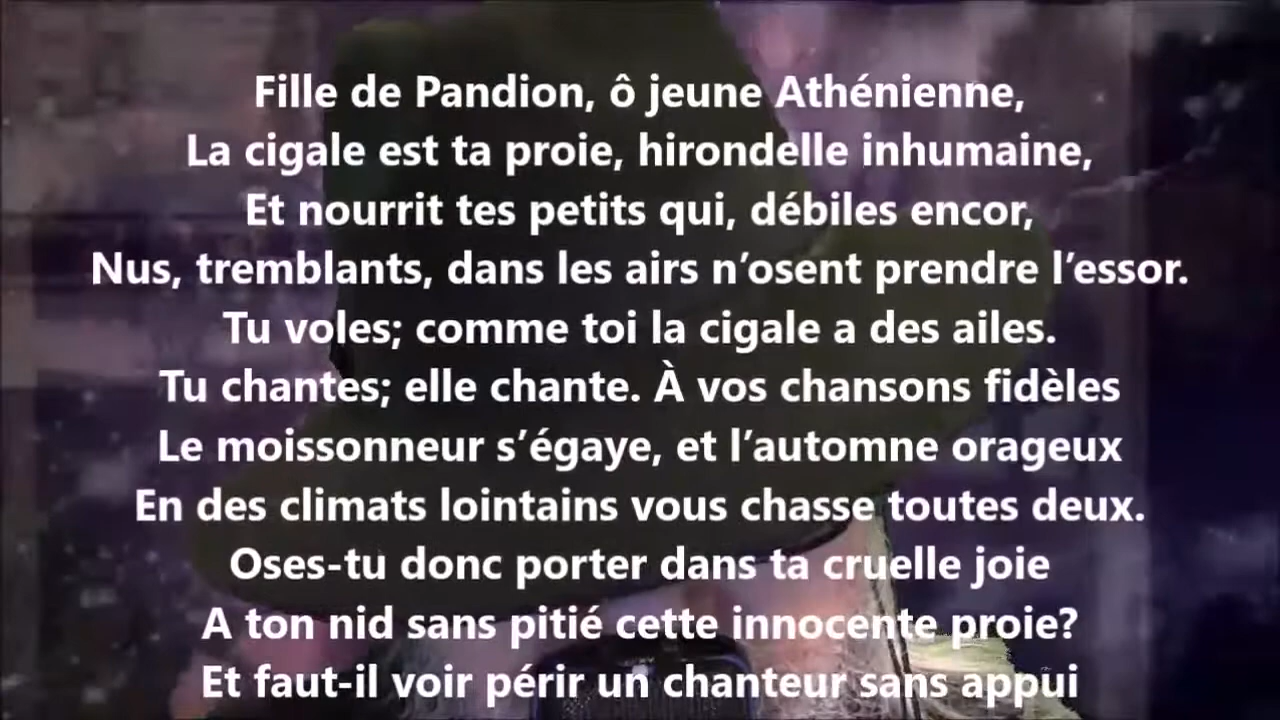 Fille de Pandion, ô jeune Athénienne,
La cigale est ta proie, hirondelle inhumaine,
Et nourrit tes petits qui, débiles encor,
Nus, tremblants, dans les airs n’osent prendre l’essor.
Tu voles; comme toi la cigale a des ailes.
Tu chantes; elle chante. À vos chansons fidèles
Le moissonneur s’égaye, et l’automne orageux
En des climats lointains vous chasse toutes deux.
Oses-tu donc porter dans ta cruelle joie
A ton nid sans pitié cette innocente proie?
Et faut-il voir périr un chanteur sans appui